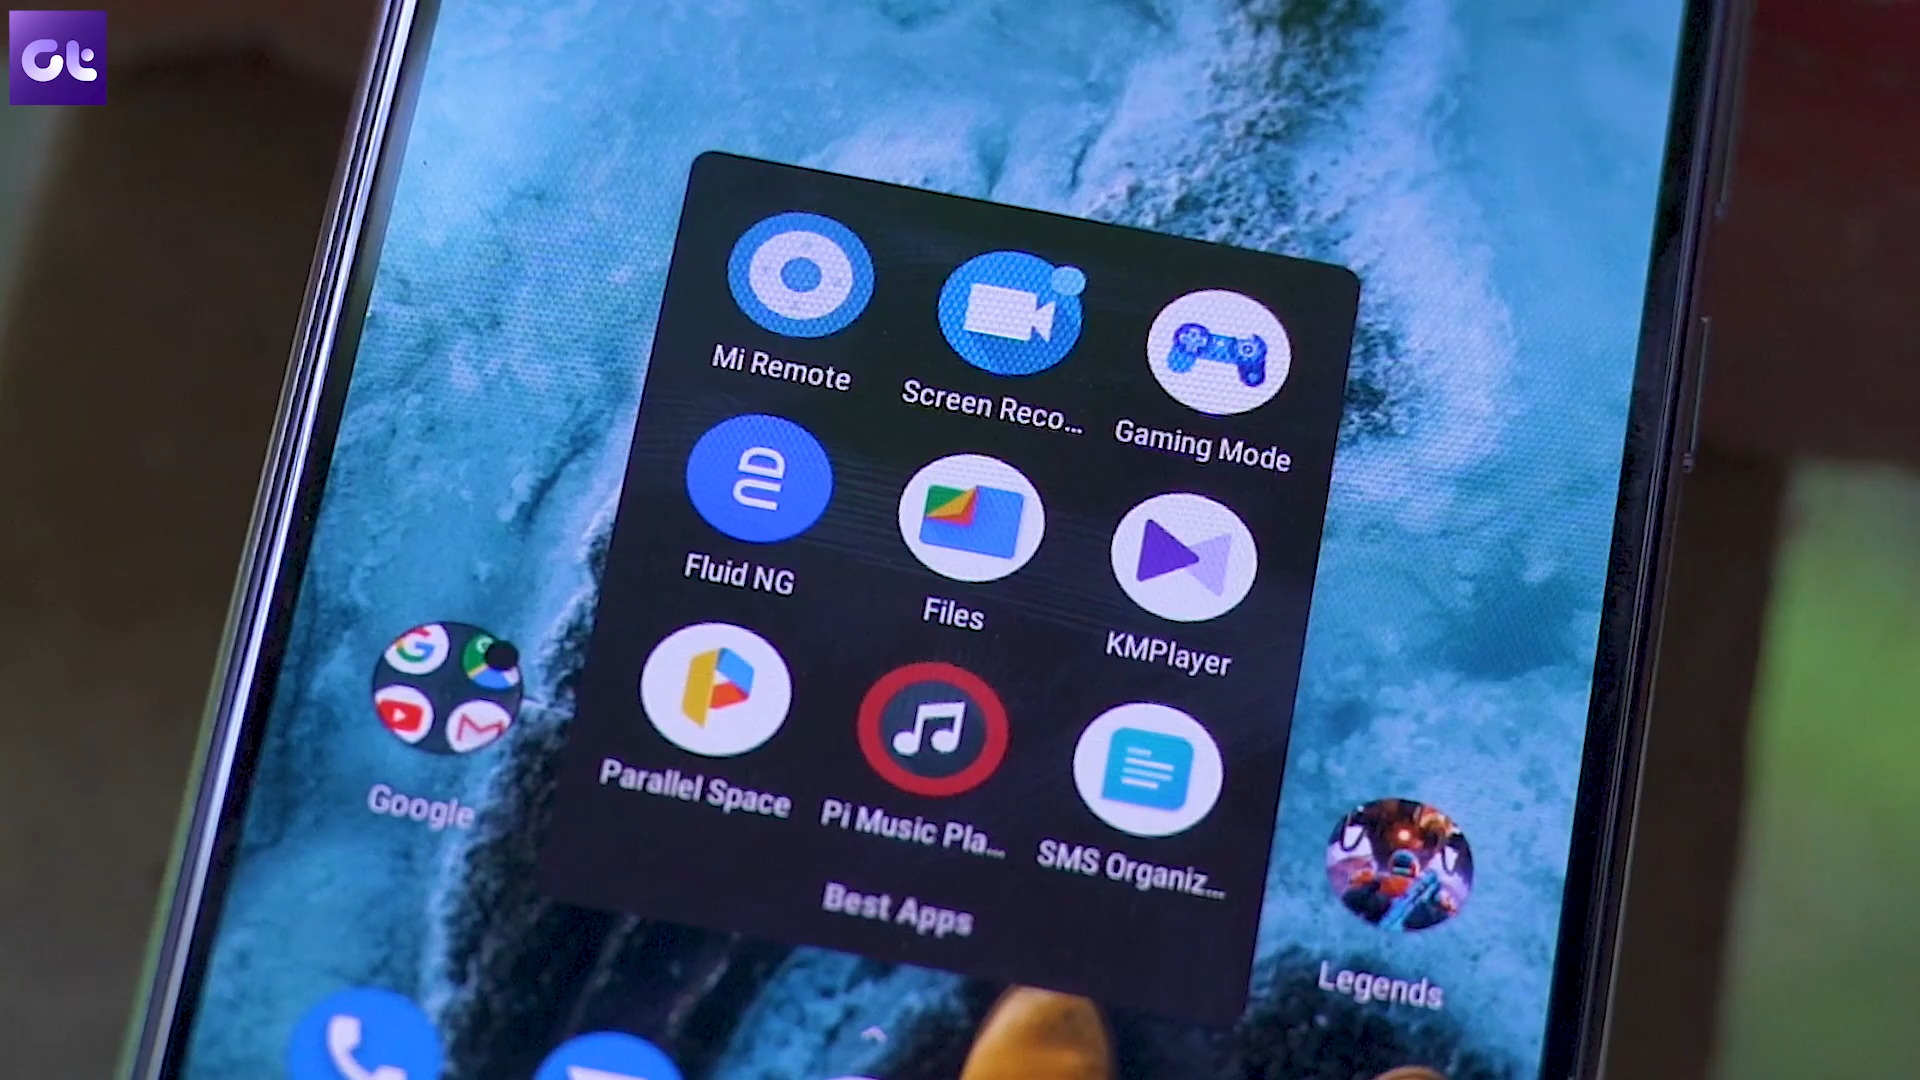 Gt
Mi Remote
Screen Reco...
Gaming Mode
Fluid NG
Files
KMPlayer
Parallel Space
Pi Music Pla...
SMS Organiz...
Best Apps
Google
Legends